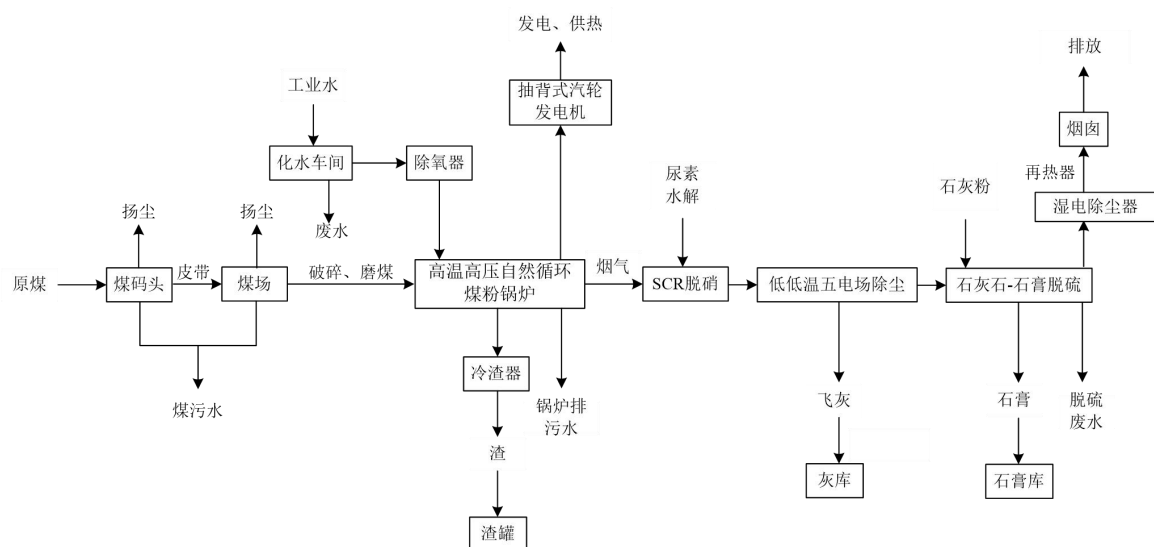 发电、供热
排放
工业水
抽背式汽轮
发电机
烟囱
化水车间
除氧器
尿素
水解
石灰粉
再热器
湿电除尘器
扬尘
扬尘
废水
原煤
煤码头
皮带
煤场
破碎、磨煤
高温高压自然循环
煤粉锅炉
烟气
SCR脱硝
低低温五电场除尘
石灰石-石膏脱硫
冷渣器
煤污水
锅炉排
污水
飞灰
石膏
脱硫
废水
渣
灰库
石膏库
渣罐